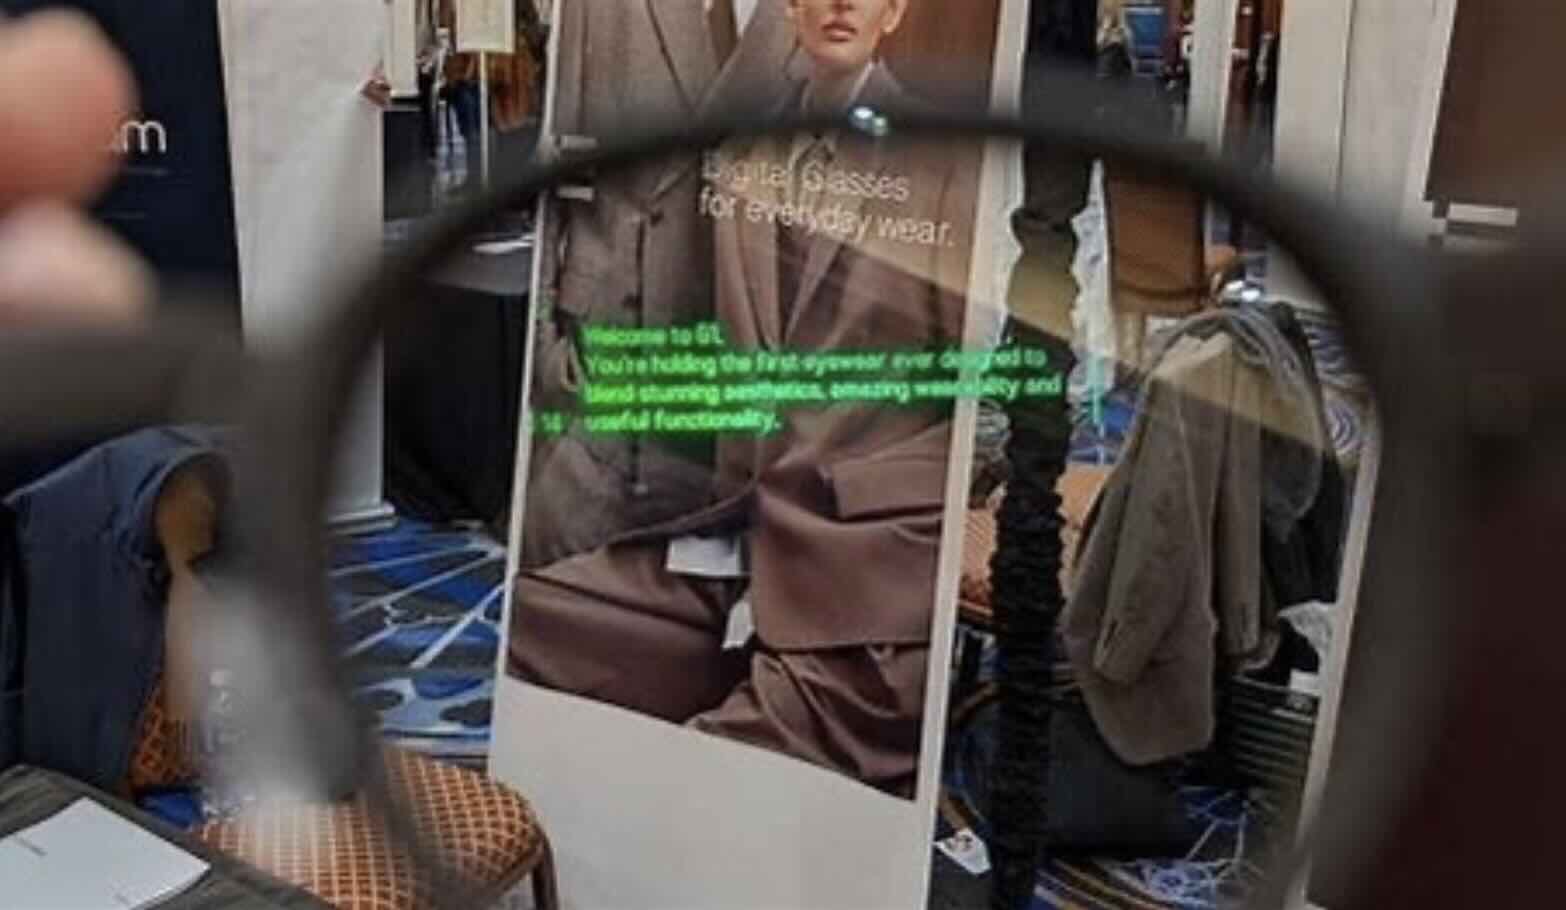 Digital Glasses
for everyday wear.
Welcome to G1.
You're holding the first eyewear ever designed to
blend stunning aesthetics, amazing wearability and
useful functionality.